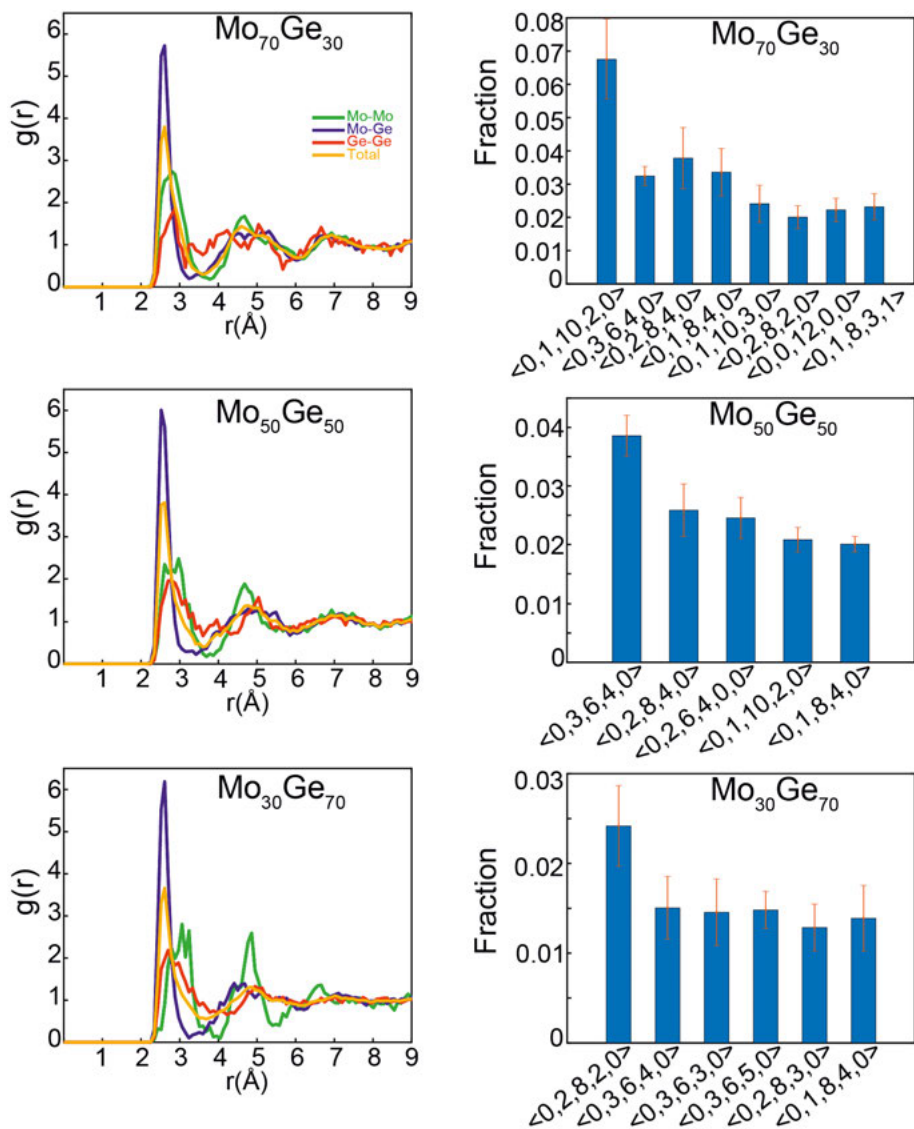 Mo₇₀Ge₃₀
g(r)
6
5
4
3
2
1
0
Mo-Mo
Mo-Ge
Ge-Ge
Total
1 2 3 4 5 6 7 8 9
r(Å)
Mo₇₀Ge₃₀
Fraction
0.08
0.07
0.06
0.05
0.04
0.03
0.02
0.01
0
<0,1,10,2,0>
<0,3,6,4,0>
<0,2,8,4,0>
<0,1,8,4,0>
<0,1,10,3,0>
<0,2,8,2,0>
<0,0,12,0,0>
<0,1,8,3,1>
Mo₅₀Ge₅₀
g(r)
6
5
4
3
2
1
0
1 2 3 4 5 6 7 8 9
r(Å)
Mo₅₀Ge₅₀
Fraction
0.04
0.03
0.02
0.01
0
<0,3,6,4,0>
<0,2,8,4,0>
<0,2,6,4,0,0>
<0,1,10,2,0>
<0,1,8,4,0>
Mo₃₀Ge₇₀
g(r)
6
5
4
3
2
1
0
1 2 3 4 5 6 7 8 9
r(Å)
Mo₃₀Ge₇₀
Fraction
0.03
0.02
0.01
0
<0,2,8,2,0>
<0,3,6,4,0>
<0,3,6,3,0>
<0,3,6,5,0>
<0,2,8,3,0>
<0,1,8,4,0>